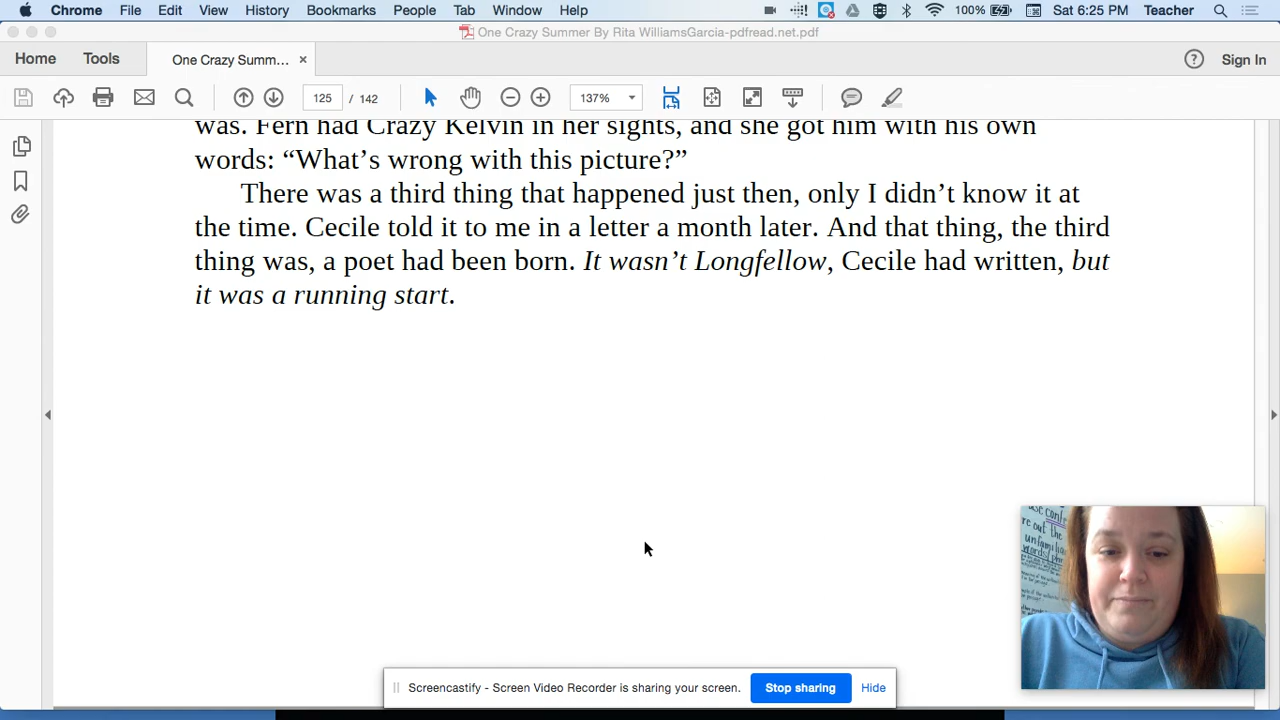 Chrome File Edit View History Bookmarks People Tab Window Help 100% Sat 6:25 PM Teacher
One Crazy Summer By Rita WilliamsGarcia-pdfread.net.pdf
Home Tools One Crazy Summ... × Sign In
125 / 142 137%
was. Fern had Crazy Kelvin in her sights, and she got him with his own
words: “What’s wrong with this picture?”
There was a third thing that happened just then, only I didn’t know it at
the time. Cecile told it to me in a letter a month later. And that thing, the third
thing was, a poet had been born. It wasn’t Longfellow, Cecile had written, but
it was a running start.
re out the
unfamiliar
Screencastify - Screen Video Recorder is sharing your screen. Stop sharing Hide